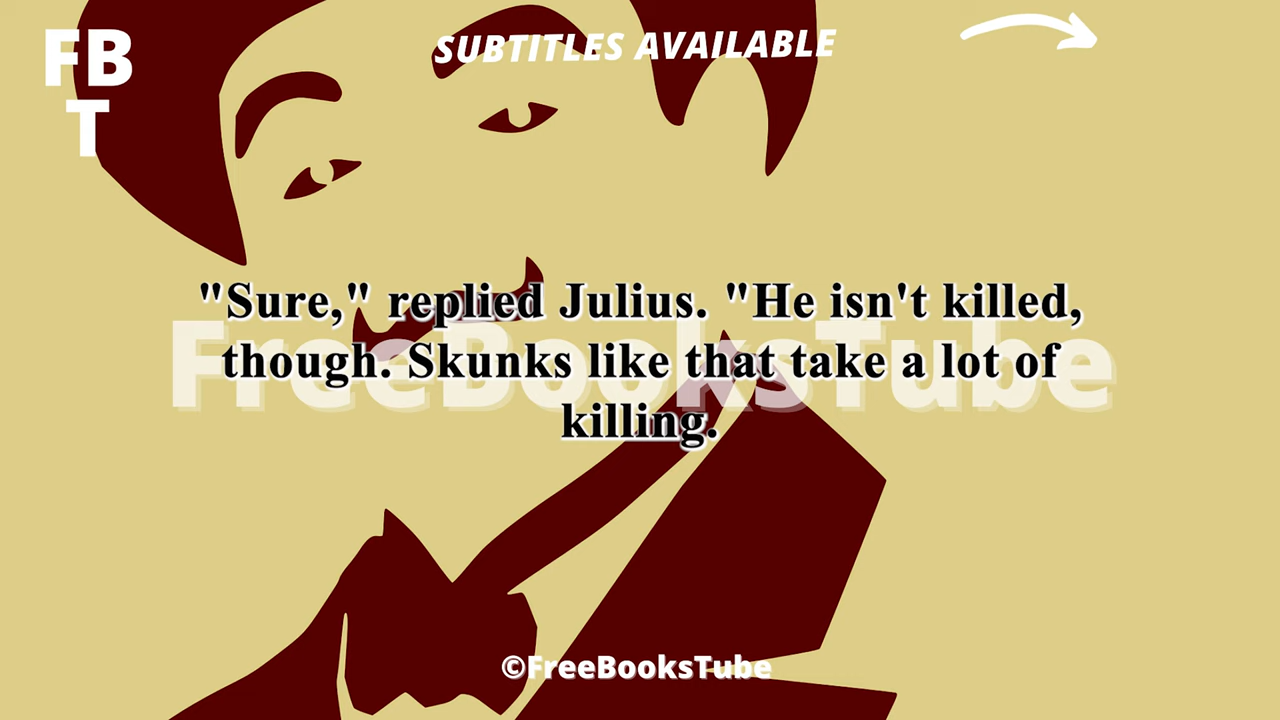 FB
T
SUBTITLES AVAILABLE
"Sure," replied Julius. "He isn't killed,
though. Skunks like that take a lot of
killing.
FreeBooksTube
©FreeBooksTube